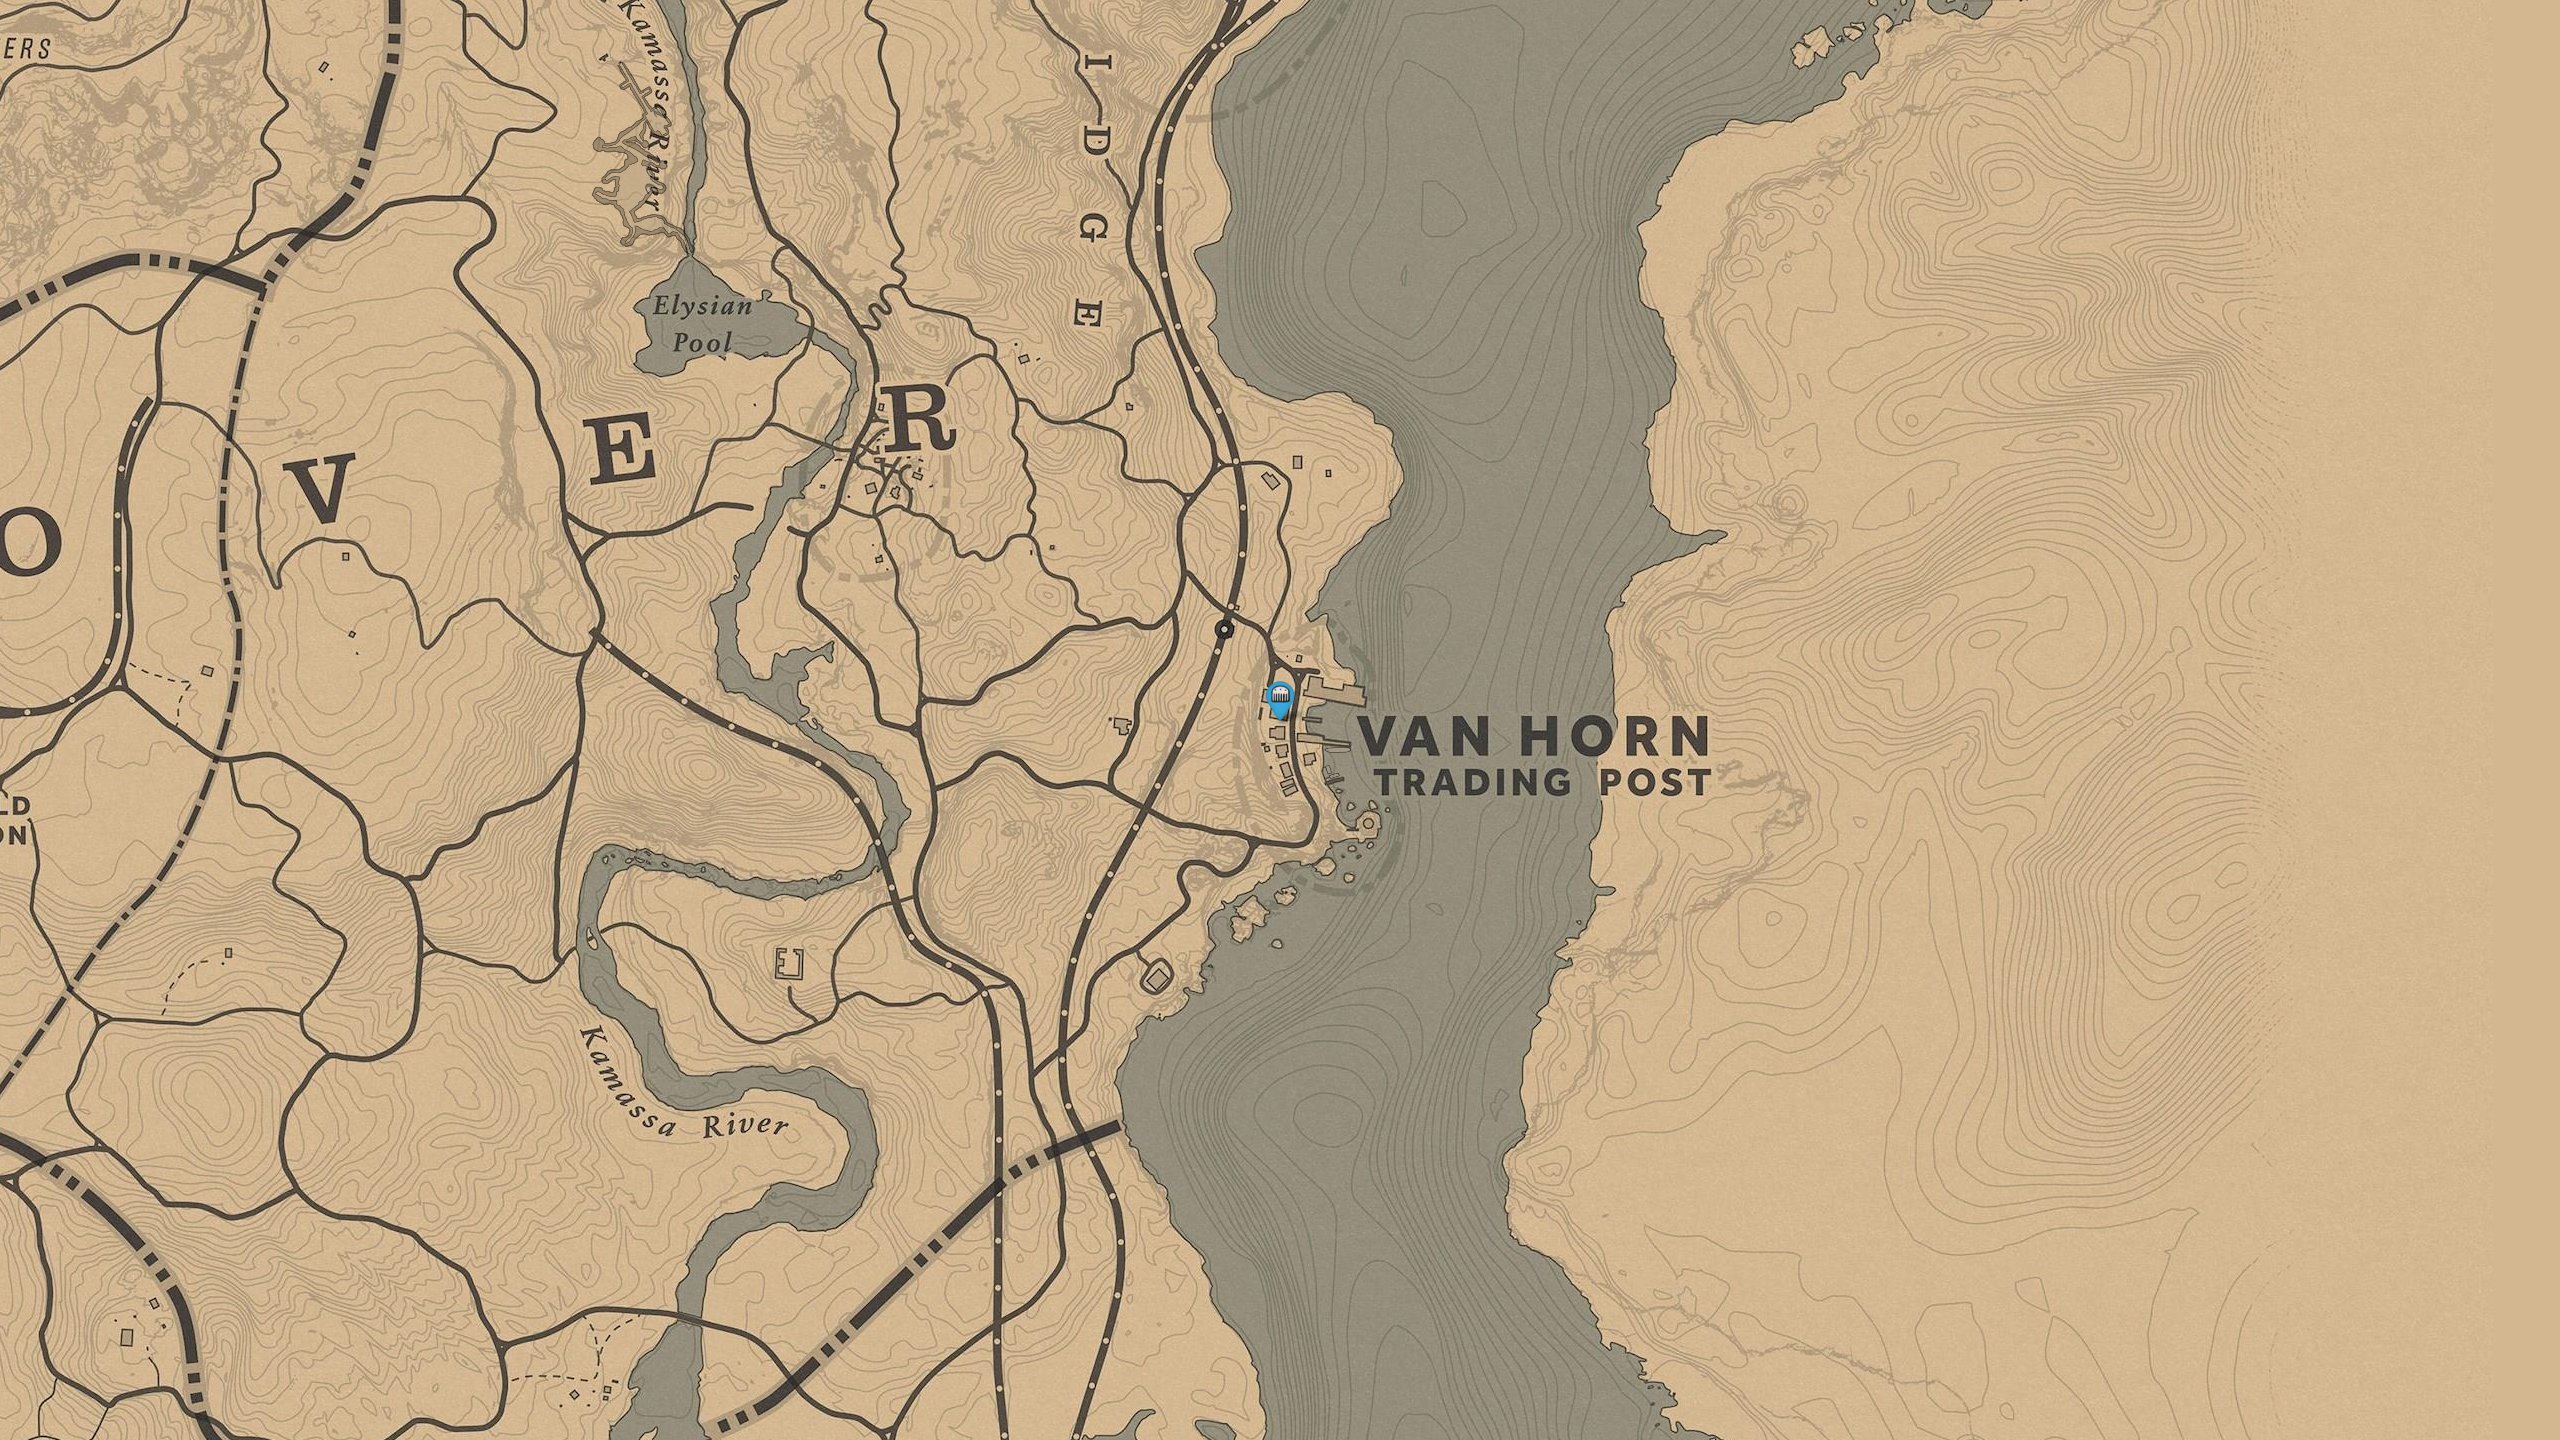 ERS
Kamassa River
I
D
G
E
Elysian
Pool
O
V
E
R
VAN HORN
TRADING POST
LD
ON
Kamassa River